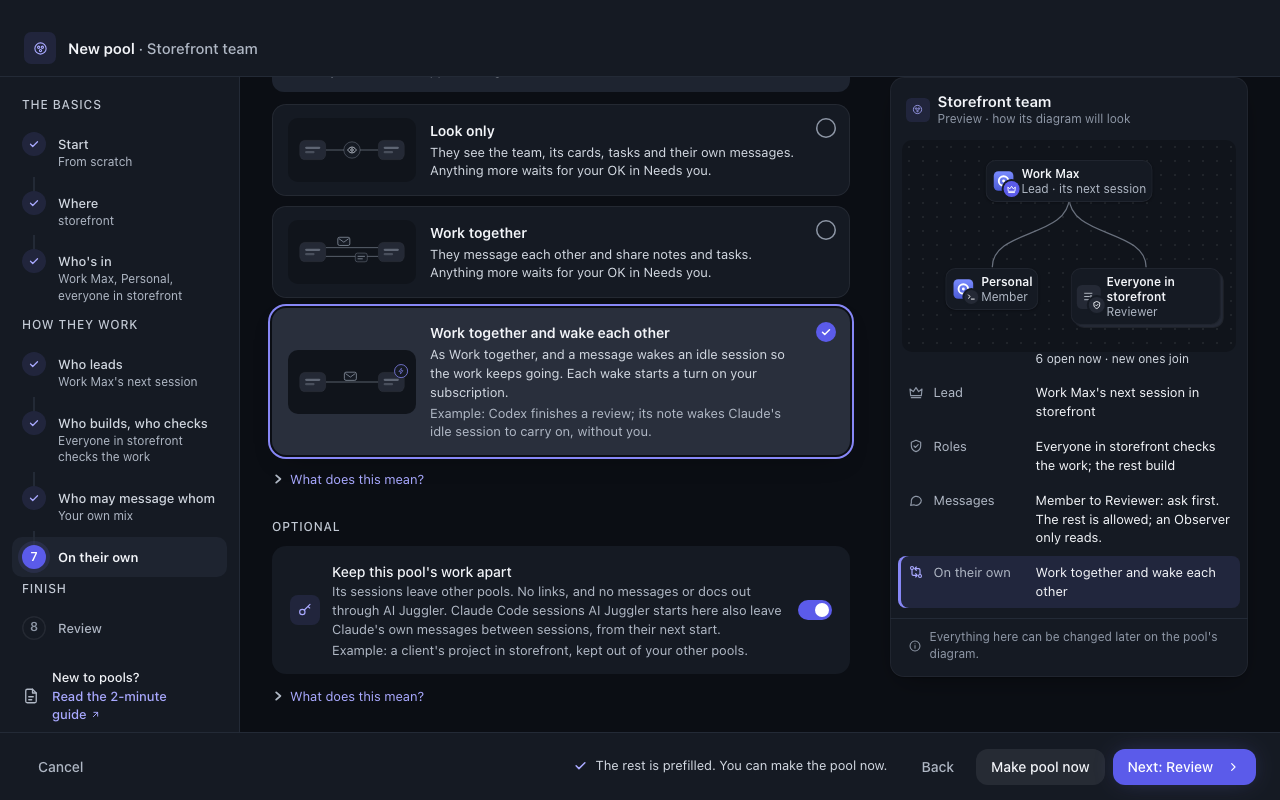 New pool · Storefront team
THE BASICS
Start
From scratch
Where
storefront
Who's in
Work Max, Personal,
everyone in storefront
HOW THEY WORK
Who leads
Work Max's next session
Who builds, who checks
Everyone in storefront
checks the work
Who may message whom
Your own mix
7
On their own
FINISH
8
Review
New to pools?
Read the 2-minute
guide ↗
Look only
They see the team, its cards, tasks and their own messages.
Anything more waits for your OK in Needs you.
Work together
They message each other and share notes and tasks.
Anything more waits for your OK in Needs you.
Work together and wake each other
As Work together, and a message wakes an idle session so
the work keeps going. Each wake starts a turn on your
subscription.
Example: Codex finishes a review; its note wakes Claude's
idle session to carry on, without you.
What does this mean?
OPTIONAL
Keep this pool's work apart
Its sessions leave other pools. No links, and no messages or docs out
through AI Juggler. Claude Code sessions AI Juggler starts here also leave
Claude's own messages between sessions, from their next start.
Example: a client's project in storefront, kept out of your other pools.
What does this mean?
Storefront team
Preview · how its diagram will look
Work Max
Lead · its next session
Personal
Member
Everyone in
storefront
Reviewer
6 open now · new ones join
Lead
Work Max's next session in
storefront
Roles
Everyone in storefront checks
the work; the rest build
Messages
Member to Reviewer: ask first.
The rest is allowed; an Observer
only reads.
On their own
Work together and wake each
other
Everything here can be changed later on the pool's
diagram.
Cancel
The rest is prefilled. You can make the pool now.
Back
Make pool now
Next: Review